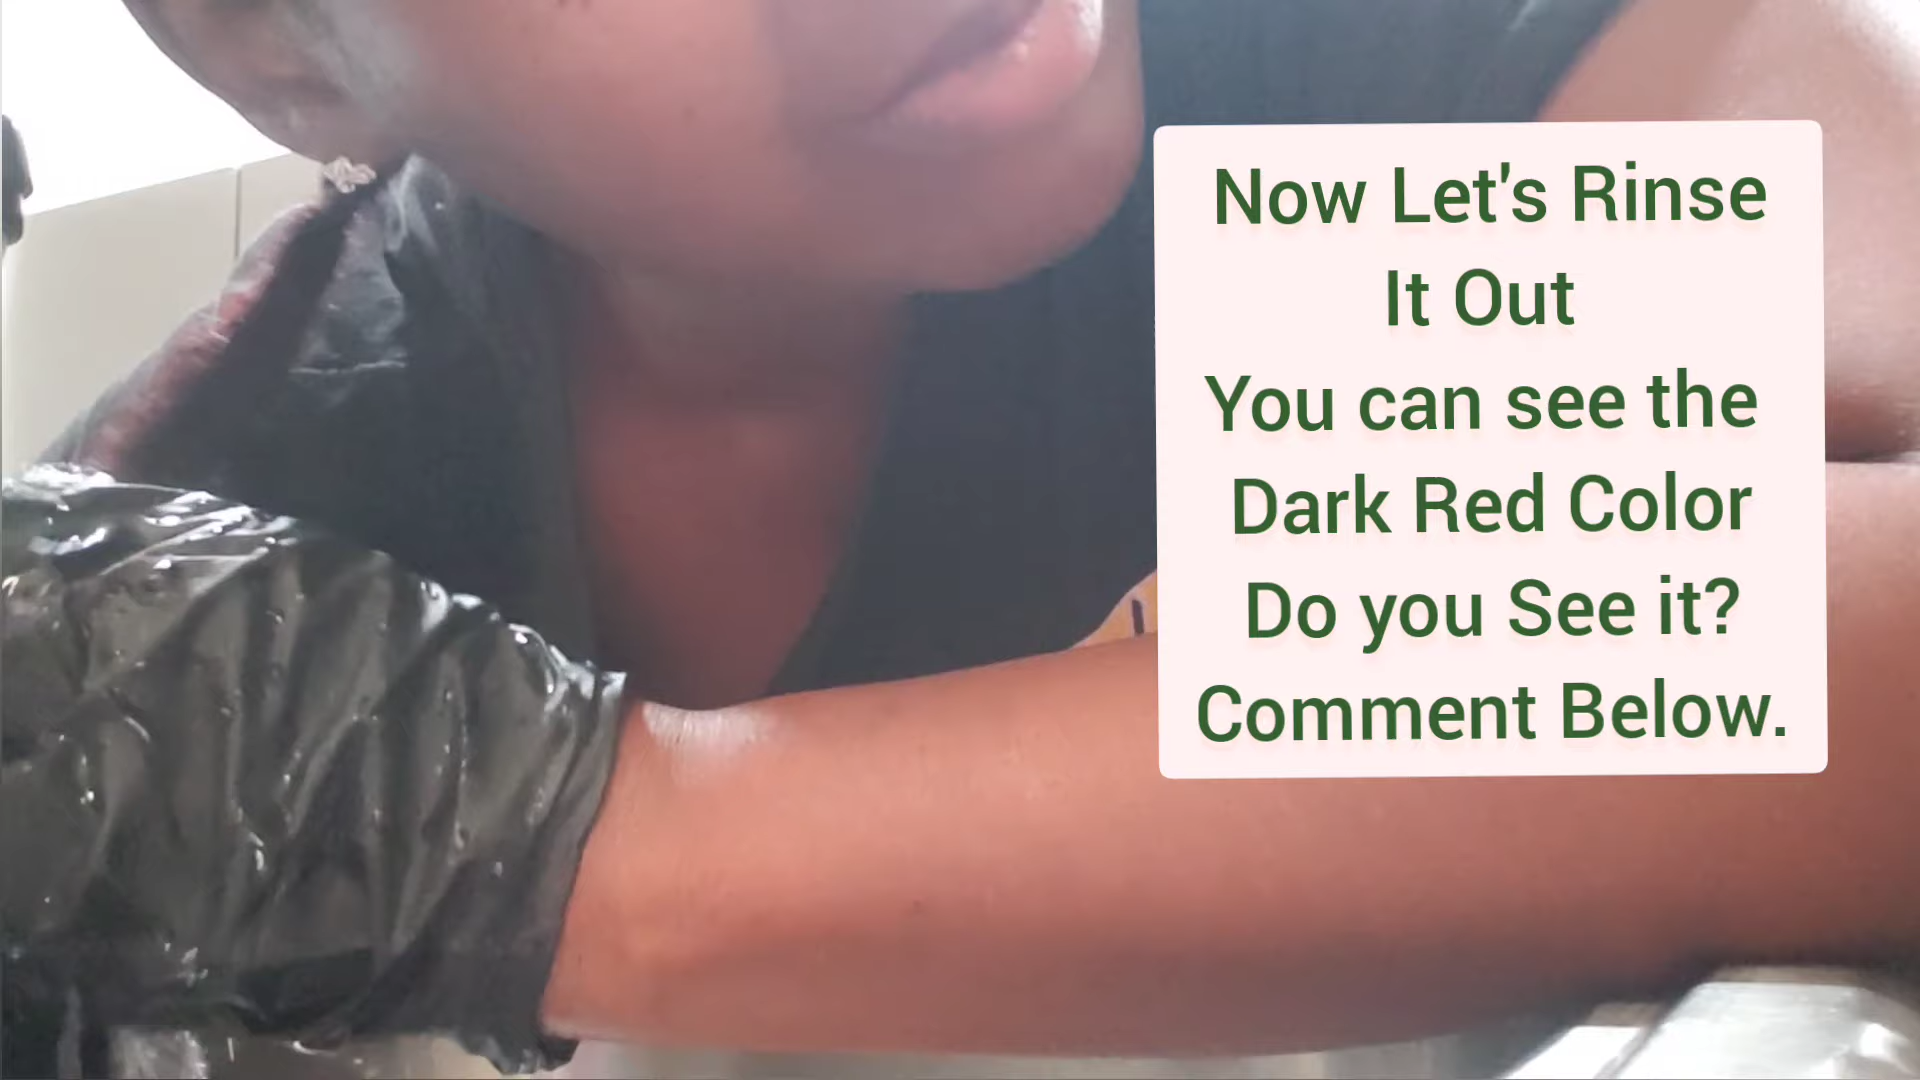 Now Let's Rinse
It Out
You can see the
Dark Red Color
Do you See it?
Comment Below.